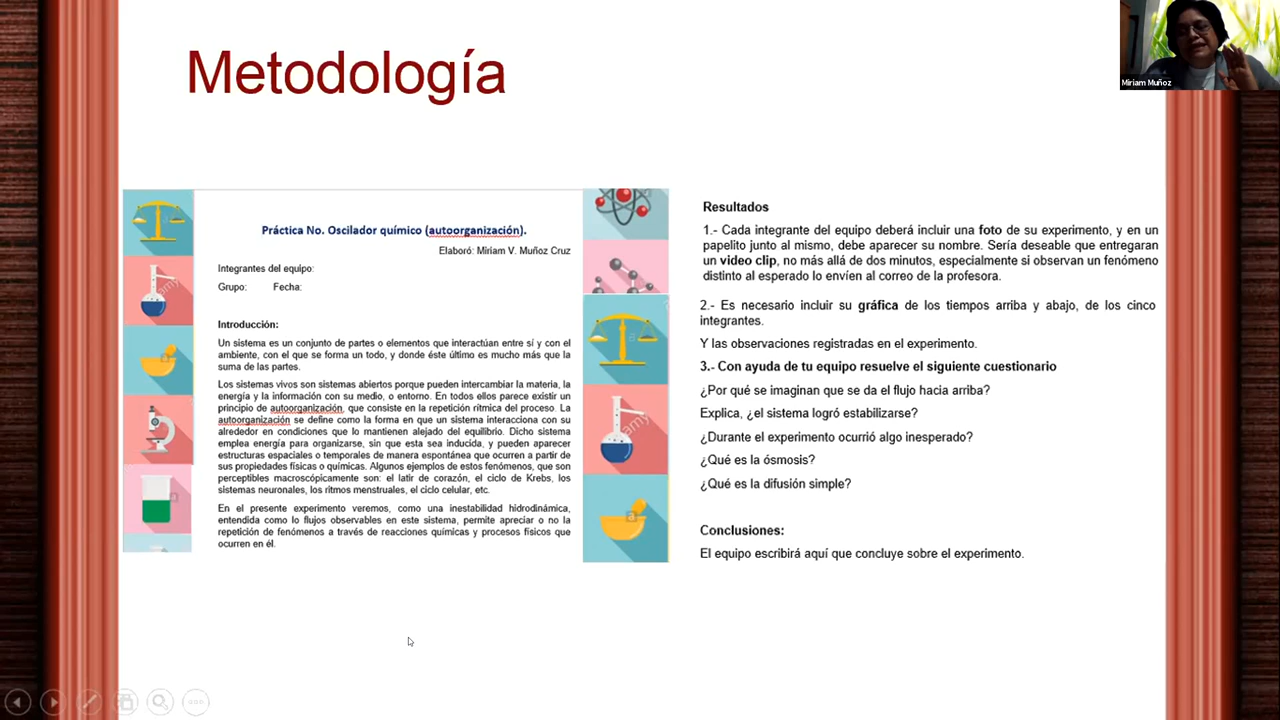 Metodología
Miriam Muñoz
Práctica No. Oscilador químico (autoorganización).
Elaboró: Miriam V. Muñoz Cruz
Integrantes del equipo:
Grupo: Fecha:
Introducción:
Un sistema es un conjunto de partes o elementos que interactúan entre sí y con el
ambiente, con el que se forma un todo, y donde éste último es mucho más que la
suma de las partes.
Los sistemas vivos son sistemas abiertos porque pueden intercambiar la materia, la
energía y la información con su medio, o entorno. En todos ellos parece existir un
principio de autoorganización, que consiste en la repetición rítmica del proceso. La
autoorganización se define como la forma en que un sistema interacciona con su
alrededor en condiciones que lo mantienen alejado del equilibrio. Dicho sistema
emplea energía para organizarse, sin que esta sea inducida, y pueden aparecer
estructuras espaciales o temporales de manera espontánea que ocurren a partir de
sus propiedades físicas o químicas. Algunos ejemplos de estos fenómenos, que son
perceptibles macroscópicamente son: el latir de corazón, el ciclo de Krebs, los
sistemas neuronales, los ritmos menstruales, el ciclo celular, etc.
En el presente experimento veremos, como una inestabilidad hidrodinámica,
entendida como lo flujos observables en este sistema, permite apreciar o no la
repetición de fenómenos a través de reacciones químicas y procesos físicos que
ocurren en él.
Resultados
1.- Cada integrante del equipo deberá incluir una foto de su experimento, y en un
papelito junto al mismo, debe aparecer su nombre. Sería deseable que entregaran
un video clip, no más allá de dos minutos, especialmente si observan un fenómeno
distinto al esperado lo envíen al correo de la profesora.
2.- Es necesario incluir su gráfica de los tiempos arriba y abajo, de los cinco
integrantes.
Y las observaciones registradas en el experimento.
3.- Con ayuda de tu equipo resuelve el siguiente cuestionario
¿Por qué se imaginan que se da el flujo hacia arriba?
Explica, ¿el sistema logró estabilizarse?
¿Durante el experimento ocurrió algo inesperado?
¿Qué es la ósmosis?
¿Qué es la difusión simple?
Conclusiones:
El equipo escribirá aquí que concluye sobre el experimento.